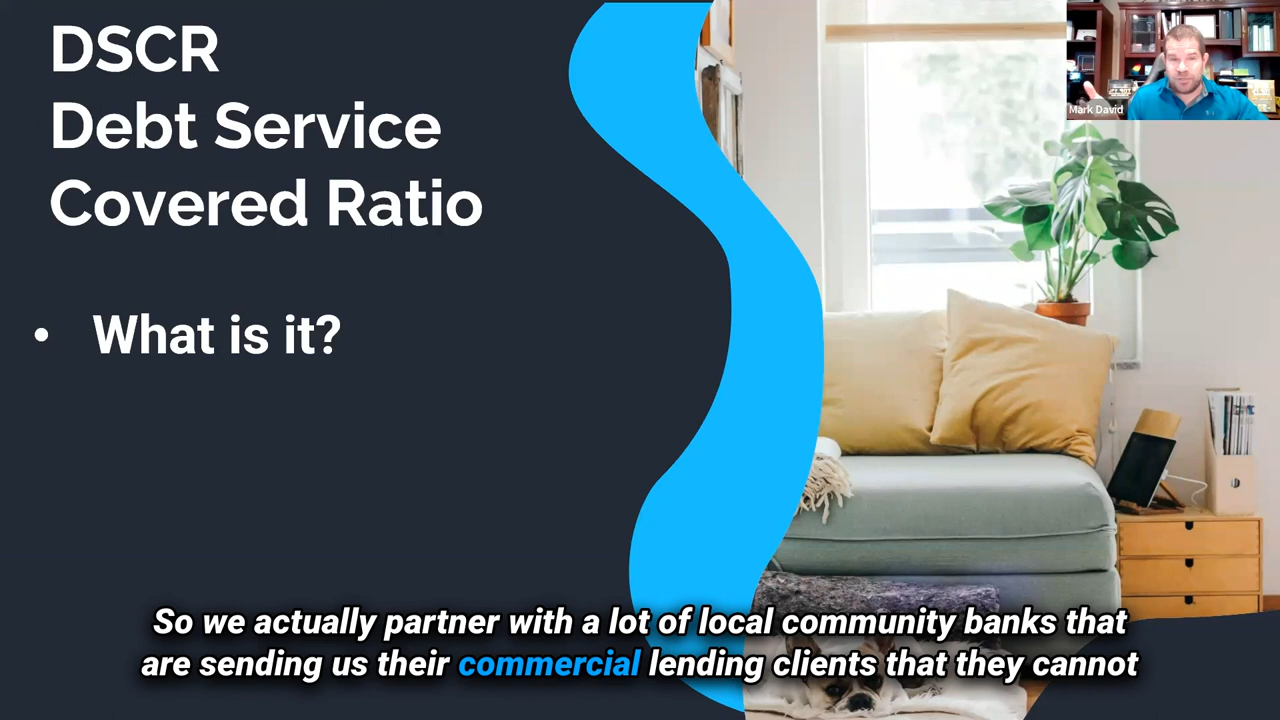 DSCR
Debt Service
Covered Ratio
• What is it?
Mark David
So we actually partner with a lot of local community banks that
are sending us their commercial lending clients that they cannot